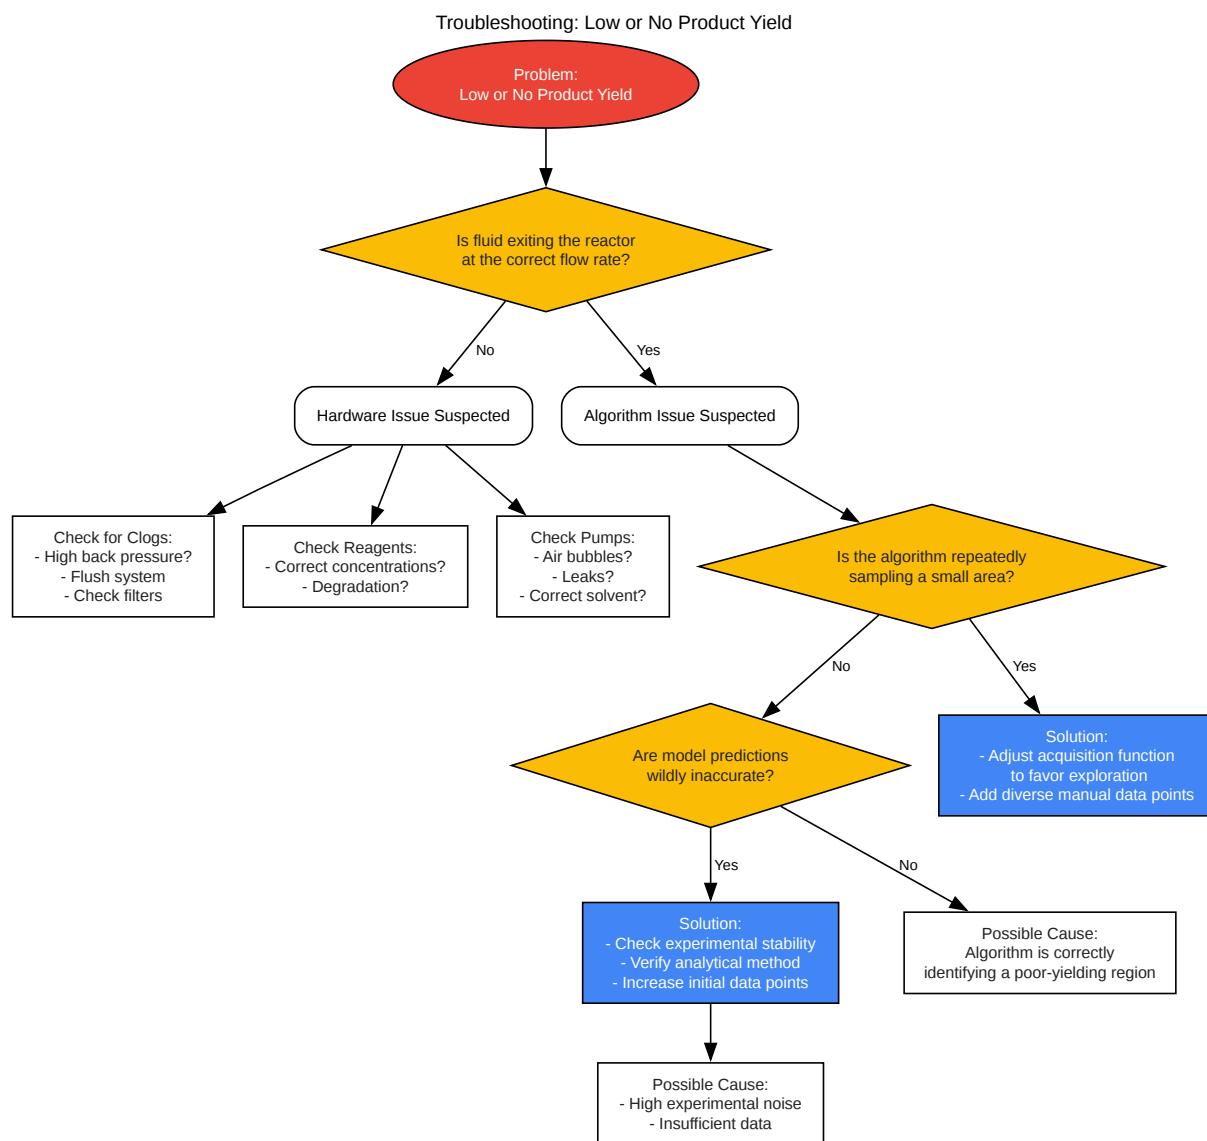 Troubleshooting: Low or No Product Yield
Problem:
Low or No Product Yield
Is fluid exiting the reactor
at the correct flow rate?
No
Yes
Hardware Issue Suspected
Algorithm Issue Suspected
Check for Clogs:
- High back pressure?
- Flush system
- Check filters
Check Reagents:
- Correct concentrations?
- Degradation?
Check Pumps:
- Air bubbles?
- Leaks?
- Correct solvent?
Is the algorithm repeatedly
sampling a small area?
No
Yes
Are model predictions
wildly inaccurate?
Solution:
- Adjust acquisition function
to favor exploration
- Add diverse manual data points
Yes
No
Solution:
- Check experimental stability
- Verify analytical method
- Increase initial data points
Possible Cause:
Algorithm is correctly
identifying a poor-yielding region
Possible Cause:
- High experimental noise
- Insufficient data